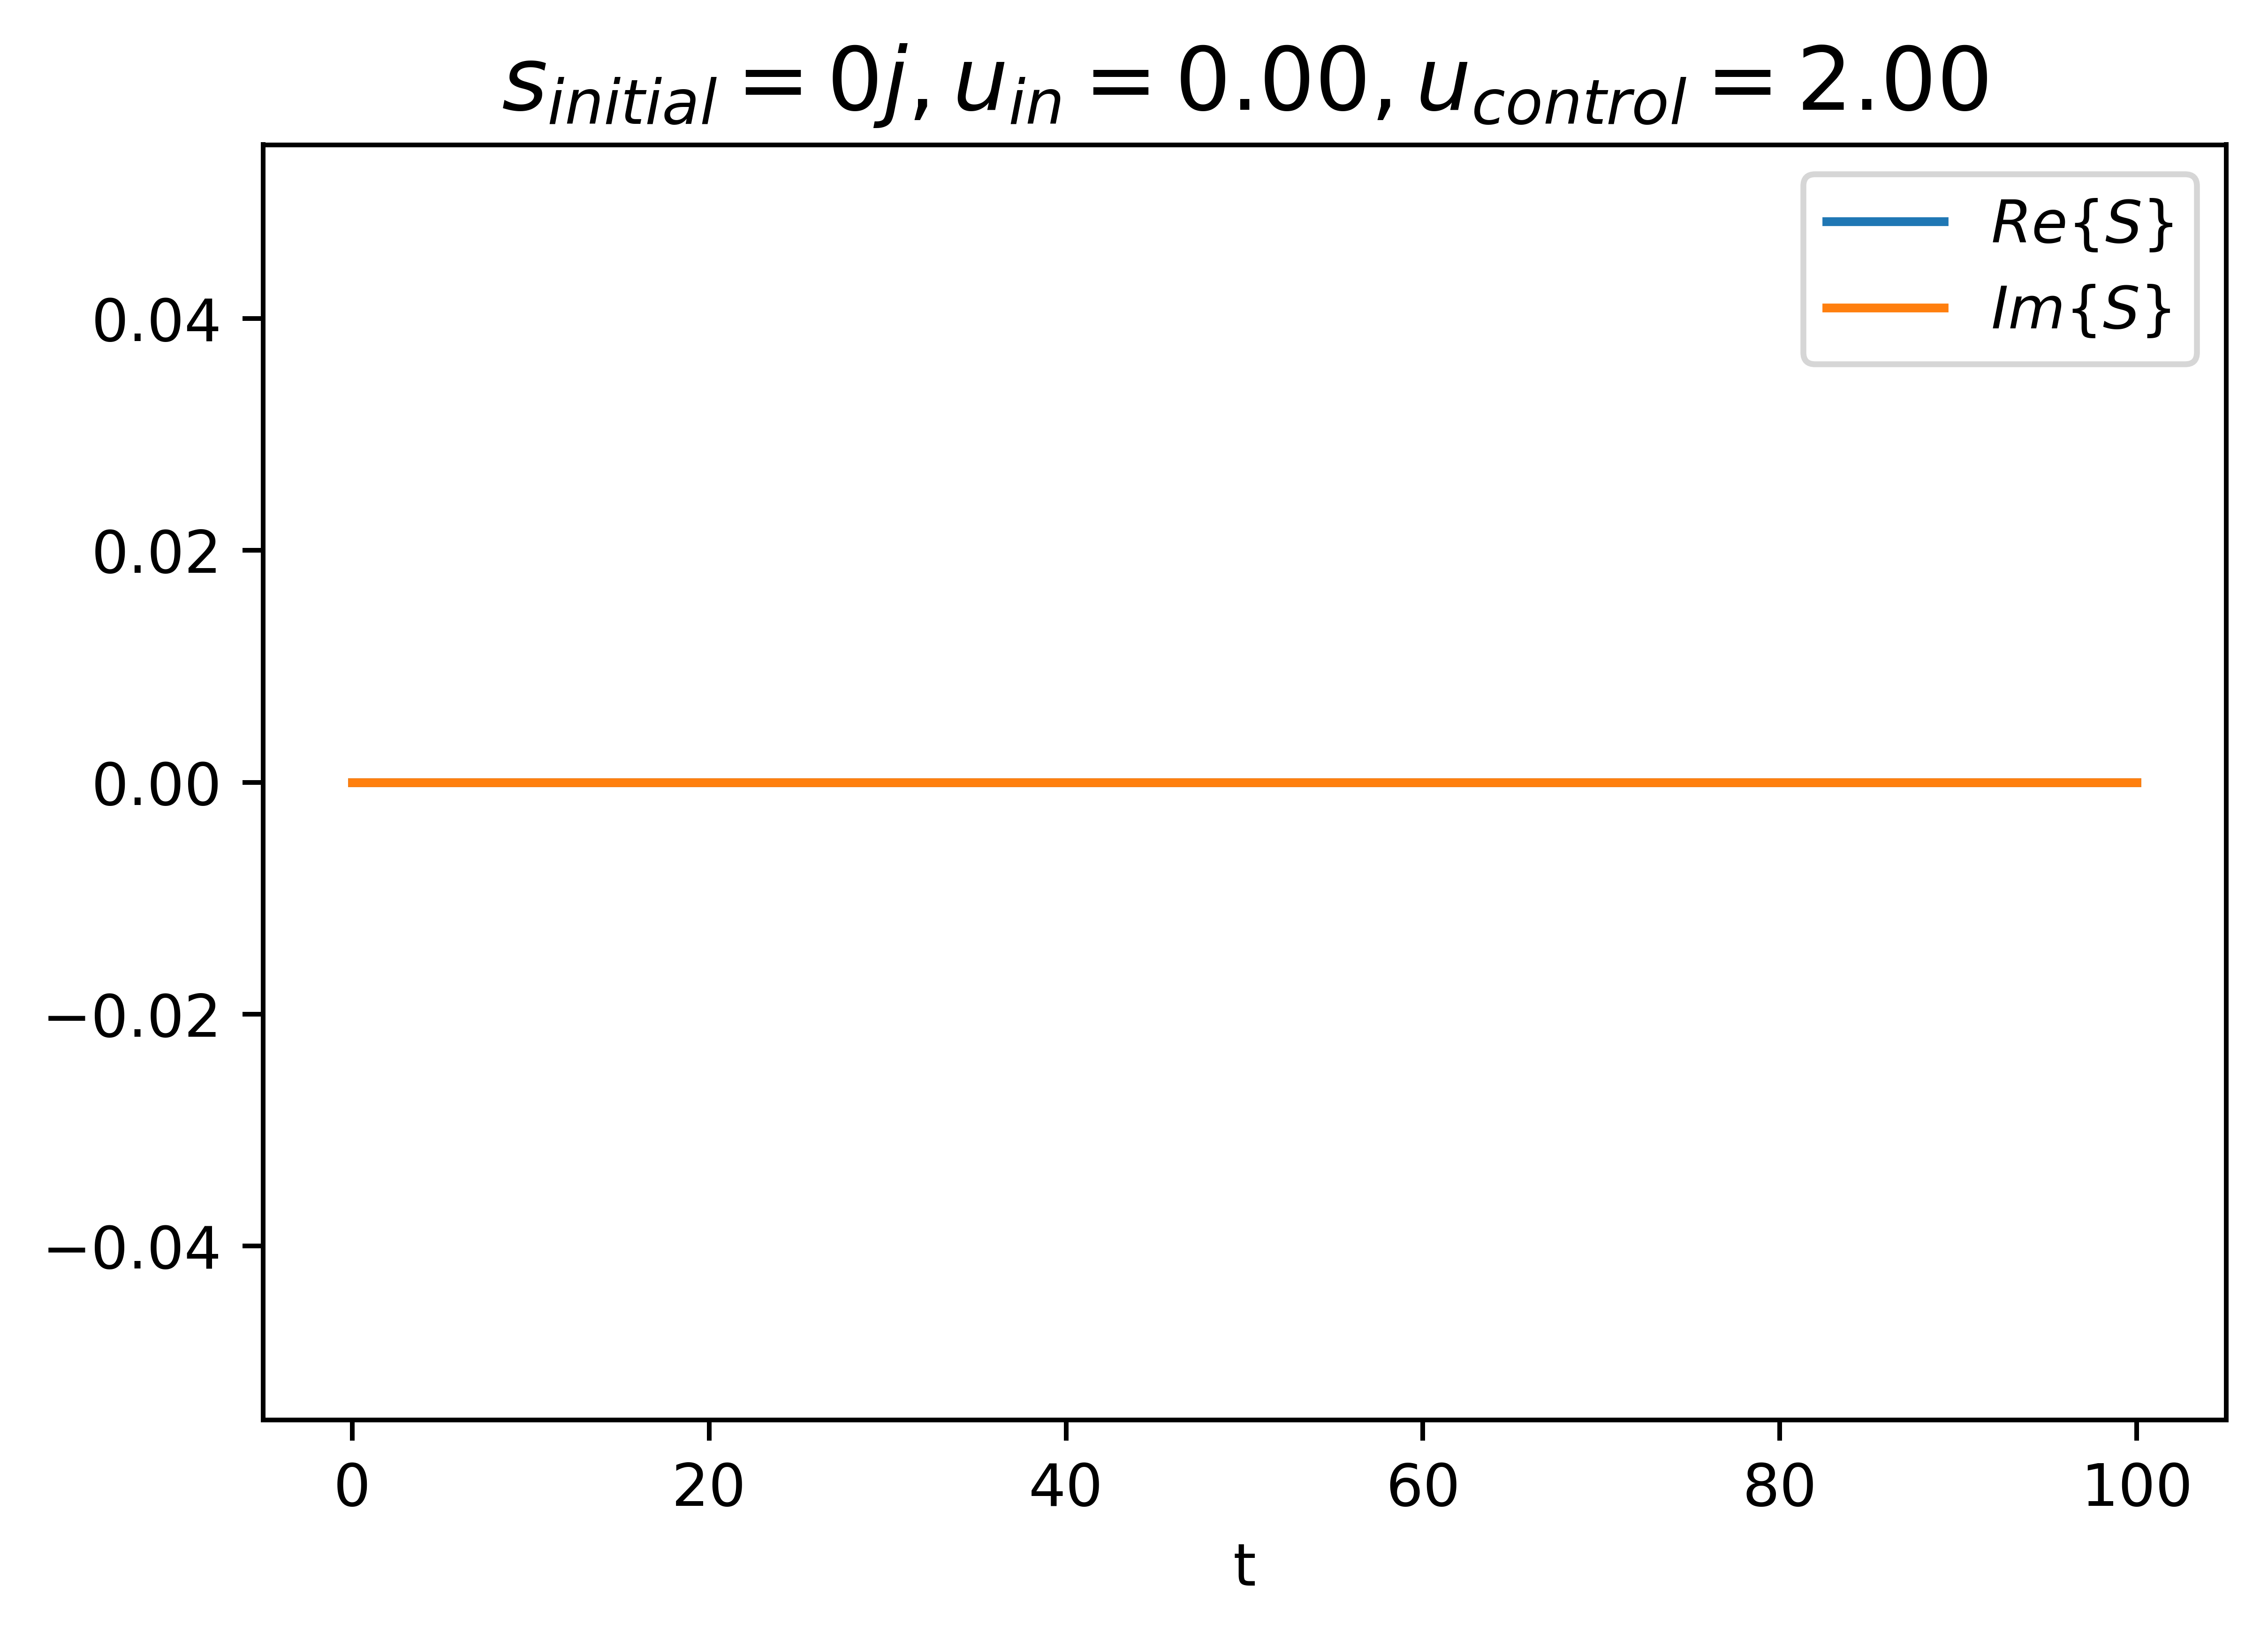 s_initial = 0j, u_in = 0.00, u_control = 2.00
Re{S}
Im{S}
0.04
0.02
0.00
−0.02
−0.04
0 20 40 60 80 100
t